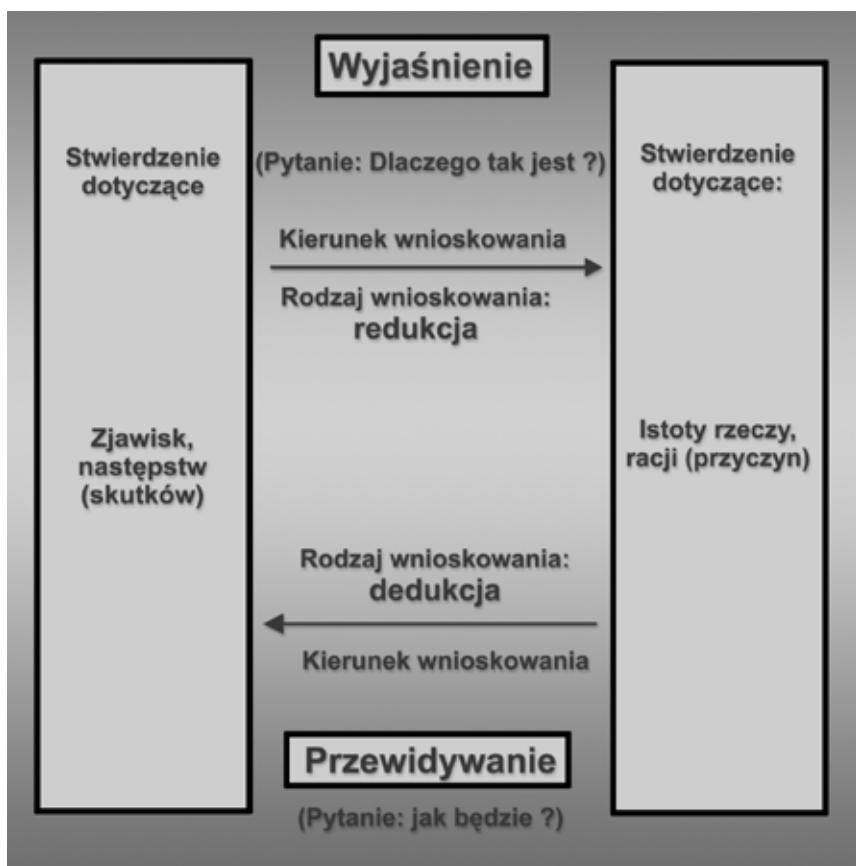 Wyjaśnienie
Stwierdzenie
dotyczące
(Pytanie: Dlaczego tak jest ?)
Stwierdzenie
dotyczące:
Kierunek wnioskowania
Rodzaj wnioskowania:
redukcja
Zjawisk,
następstw
(skutków)
Istoty rzeczy,
racji (przyczyn)
Rodzaj wnioskowania:
dedukcja
Kierunek wnioskowania
Przewidywanie
(Pytanie: jak będzie ?)